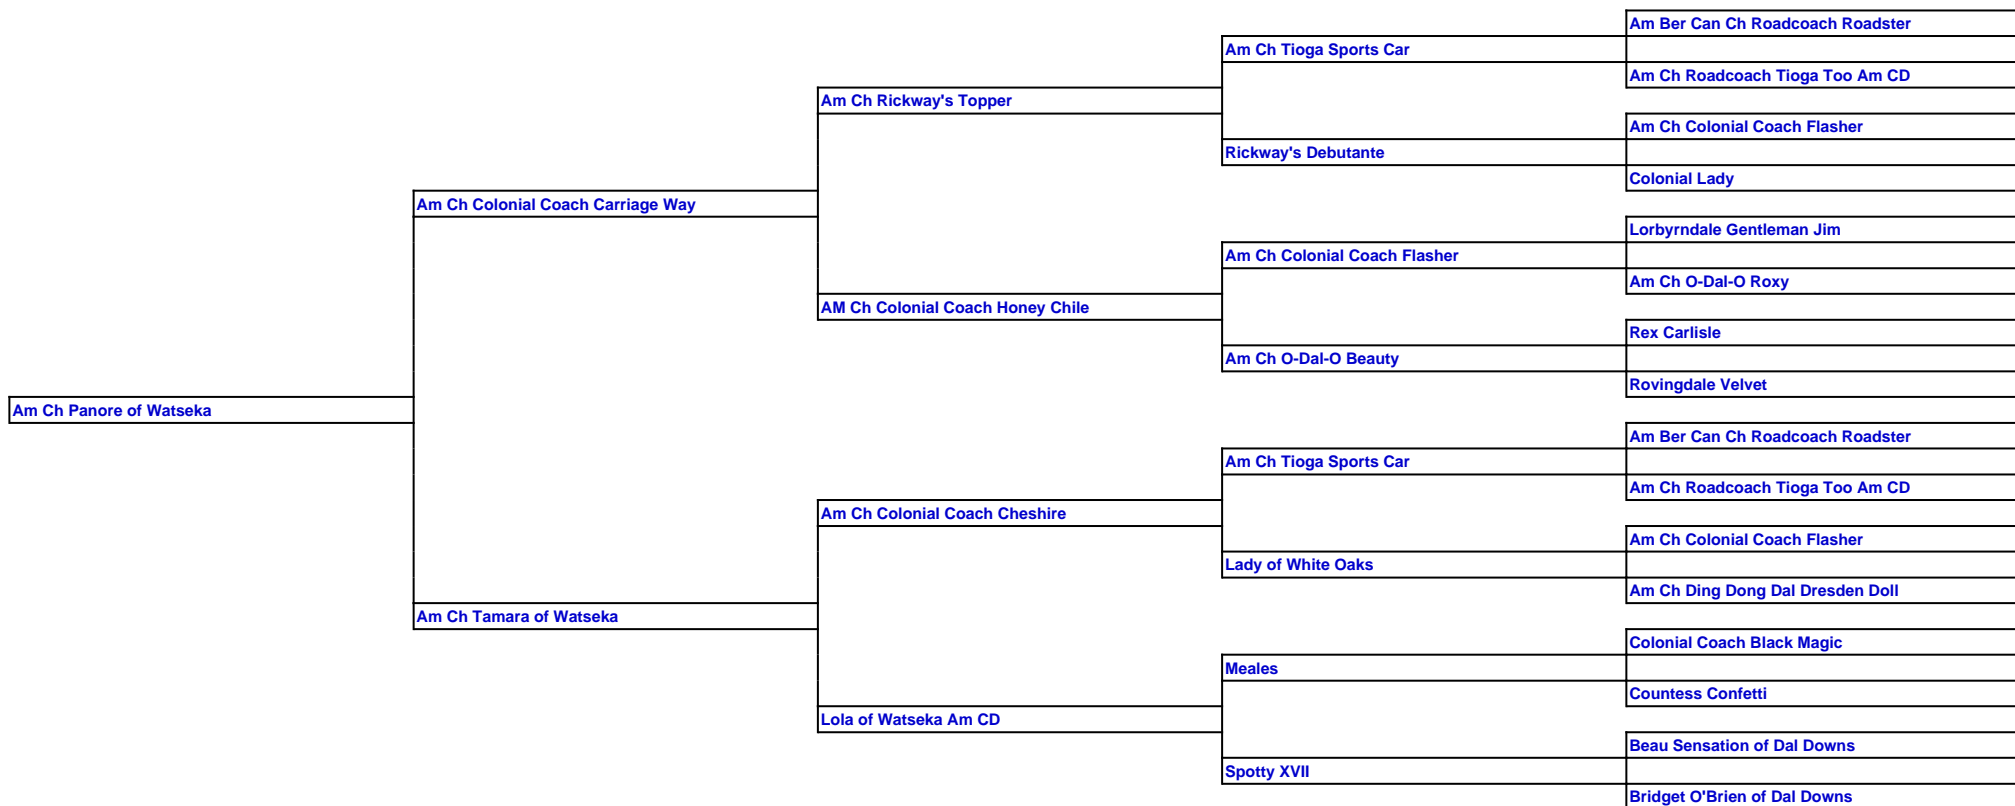 Am Ber Can Ch Roadcoach Roadster
Am Ch Tioga Sports Car
Am Ch Roadcoach Tioga Too Am CD
Am Ch Rickway's Topper
Am Ch Colonial Coach Flasher
Rickway's Debutante
Colonial Lady
Am Ch Colonial Coach Carriage Way
Lorbyrndale Gentleman Jim
Am Ch Colonial Coach Flasher
Am Ch O-Dal-O Roxy
AM Ch Colonial Coach Honey Chile
Rex Carlisle
Am Ch O-Dal-O Beauty
Rovingdale Velvet
Am Ch Panore of Watseka
Am Ber Can Ch Roadcoach Roadster
Am Ch Tioga Sports Car
Am Ch Roadcoach Tioga Too Am CD
Am Ch Colonial Coach Cheshire
Am Ch Colonial Coach Flasher
Lady of White Oaks
Am Ch Ding Dong Dal Dresden Doll
Am Ch Tamara of Watseka
Colonial Coach Black Magic
Meales
Countess Confetti
Lola of Watseka Am CD
Beau Sensation of Dal Downs
Spotty XVII
Bridget O'Brien of Dal Downs